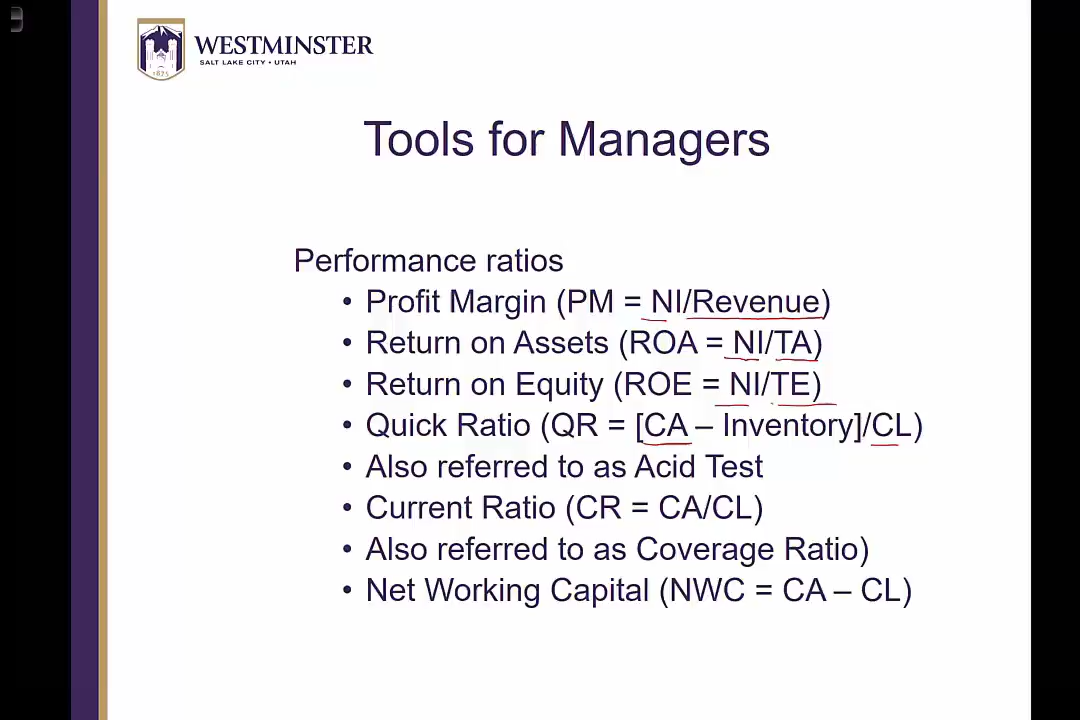 WESTMINSTER
SALT LAKE CITY • UTAH
1875
Tools for Managers
Performance ratios
• Profit Margin (PM = NI/Revenue)
• Return on Assets (ROA = NI/TA)
• Return on Equity (ROE = NI/TE)
• Quick Ratio (QR = [CA – Inventory]/CL)
• Also referred to as Acid Test
• Current Ratio (CR = CA/CL)
• Also referred to as Coverage Ratio)
• Net Working Capital (NWC = CA – CL)